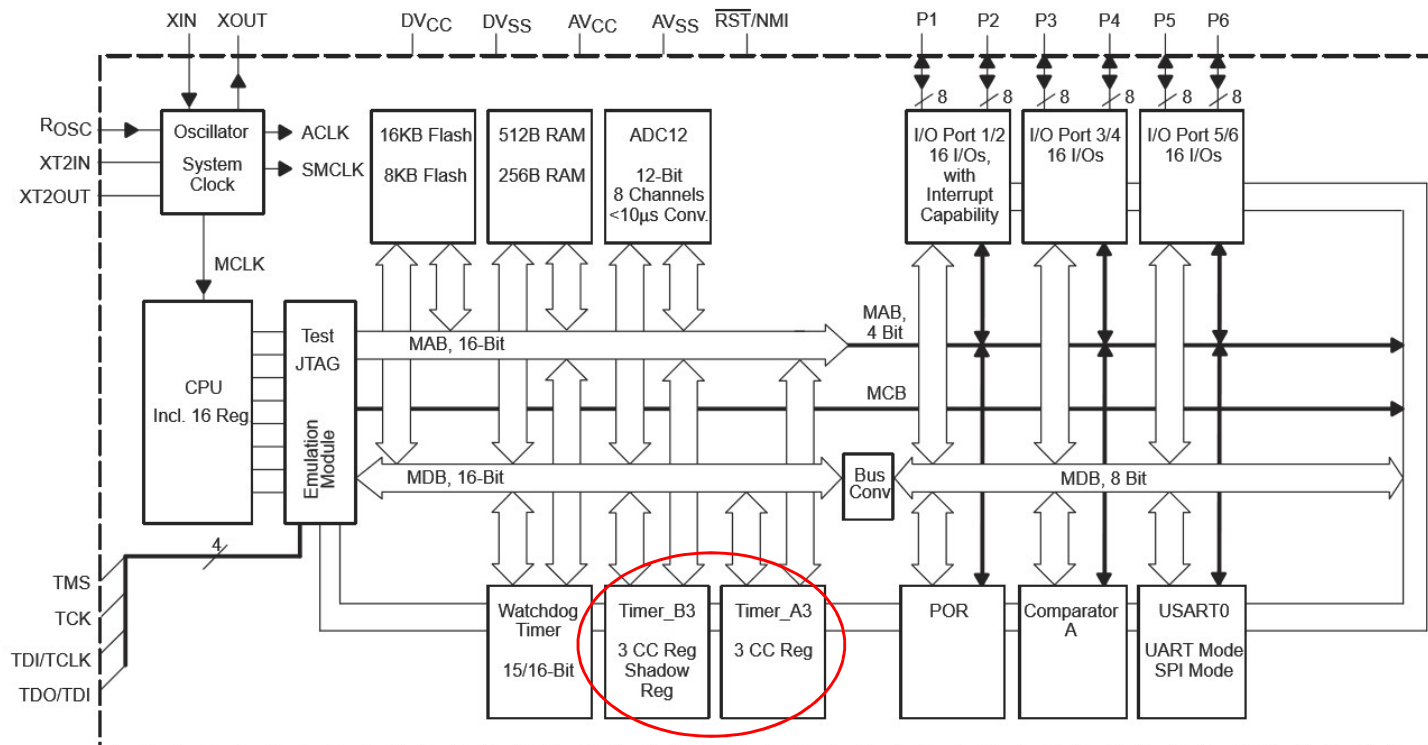 XIN
XOUT
DVCC
DVSS
AVCC
AVSS
RST/NMI
P1
P2
P3
P4
P5
P6
8
8
8
8
8
8
ROSC
XT2IN
XT2OUT
Oscillator
System
Clock
ACLK
SMCLK
16KB Flash
8KB Flash
512B RAM
256B RAM
ADC12
12-Bit
8 Channels
<10μs Conv.
I/O Port 1/2
16 I/Os,
with
Interrupt
Capability
I/O Port 3/4
16 I/Os
I/O Port 5/6
16 I/Os
MCLK
CPU
Incl. 16 Reg
Test
JTAG
Emulation
Module
MAB, 16-Bit
MAB,
4 Bit
MCB
MDB, 16-Bit
Bus
Conv
MDB, 8 Bit
4
TMS
TCK
TDI/TCLK
TDO/TDI
Watchdog
Timer
15/16-Bit
Timer_B3
3 CC Reg
Shadow
Reg
Timer_A3
3 CC Reg
POR
Comparator
A
USART0
UART Mode
SPI Mode